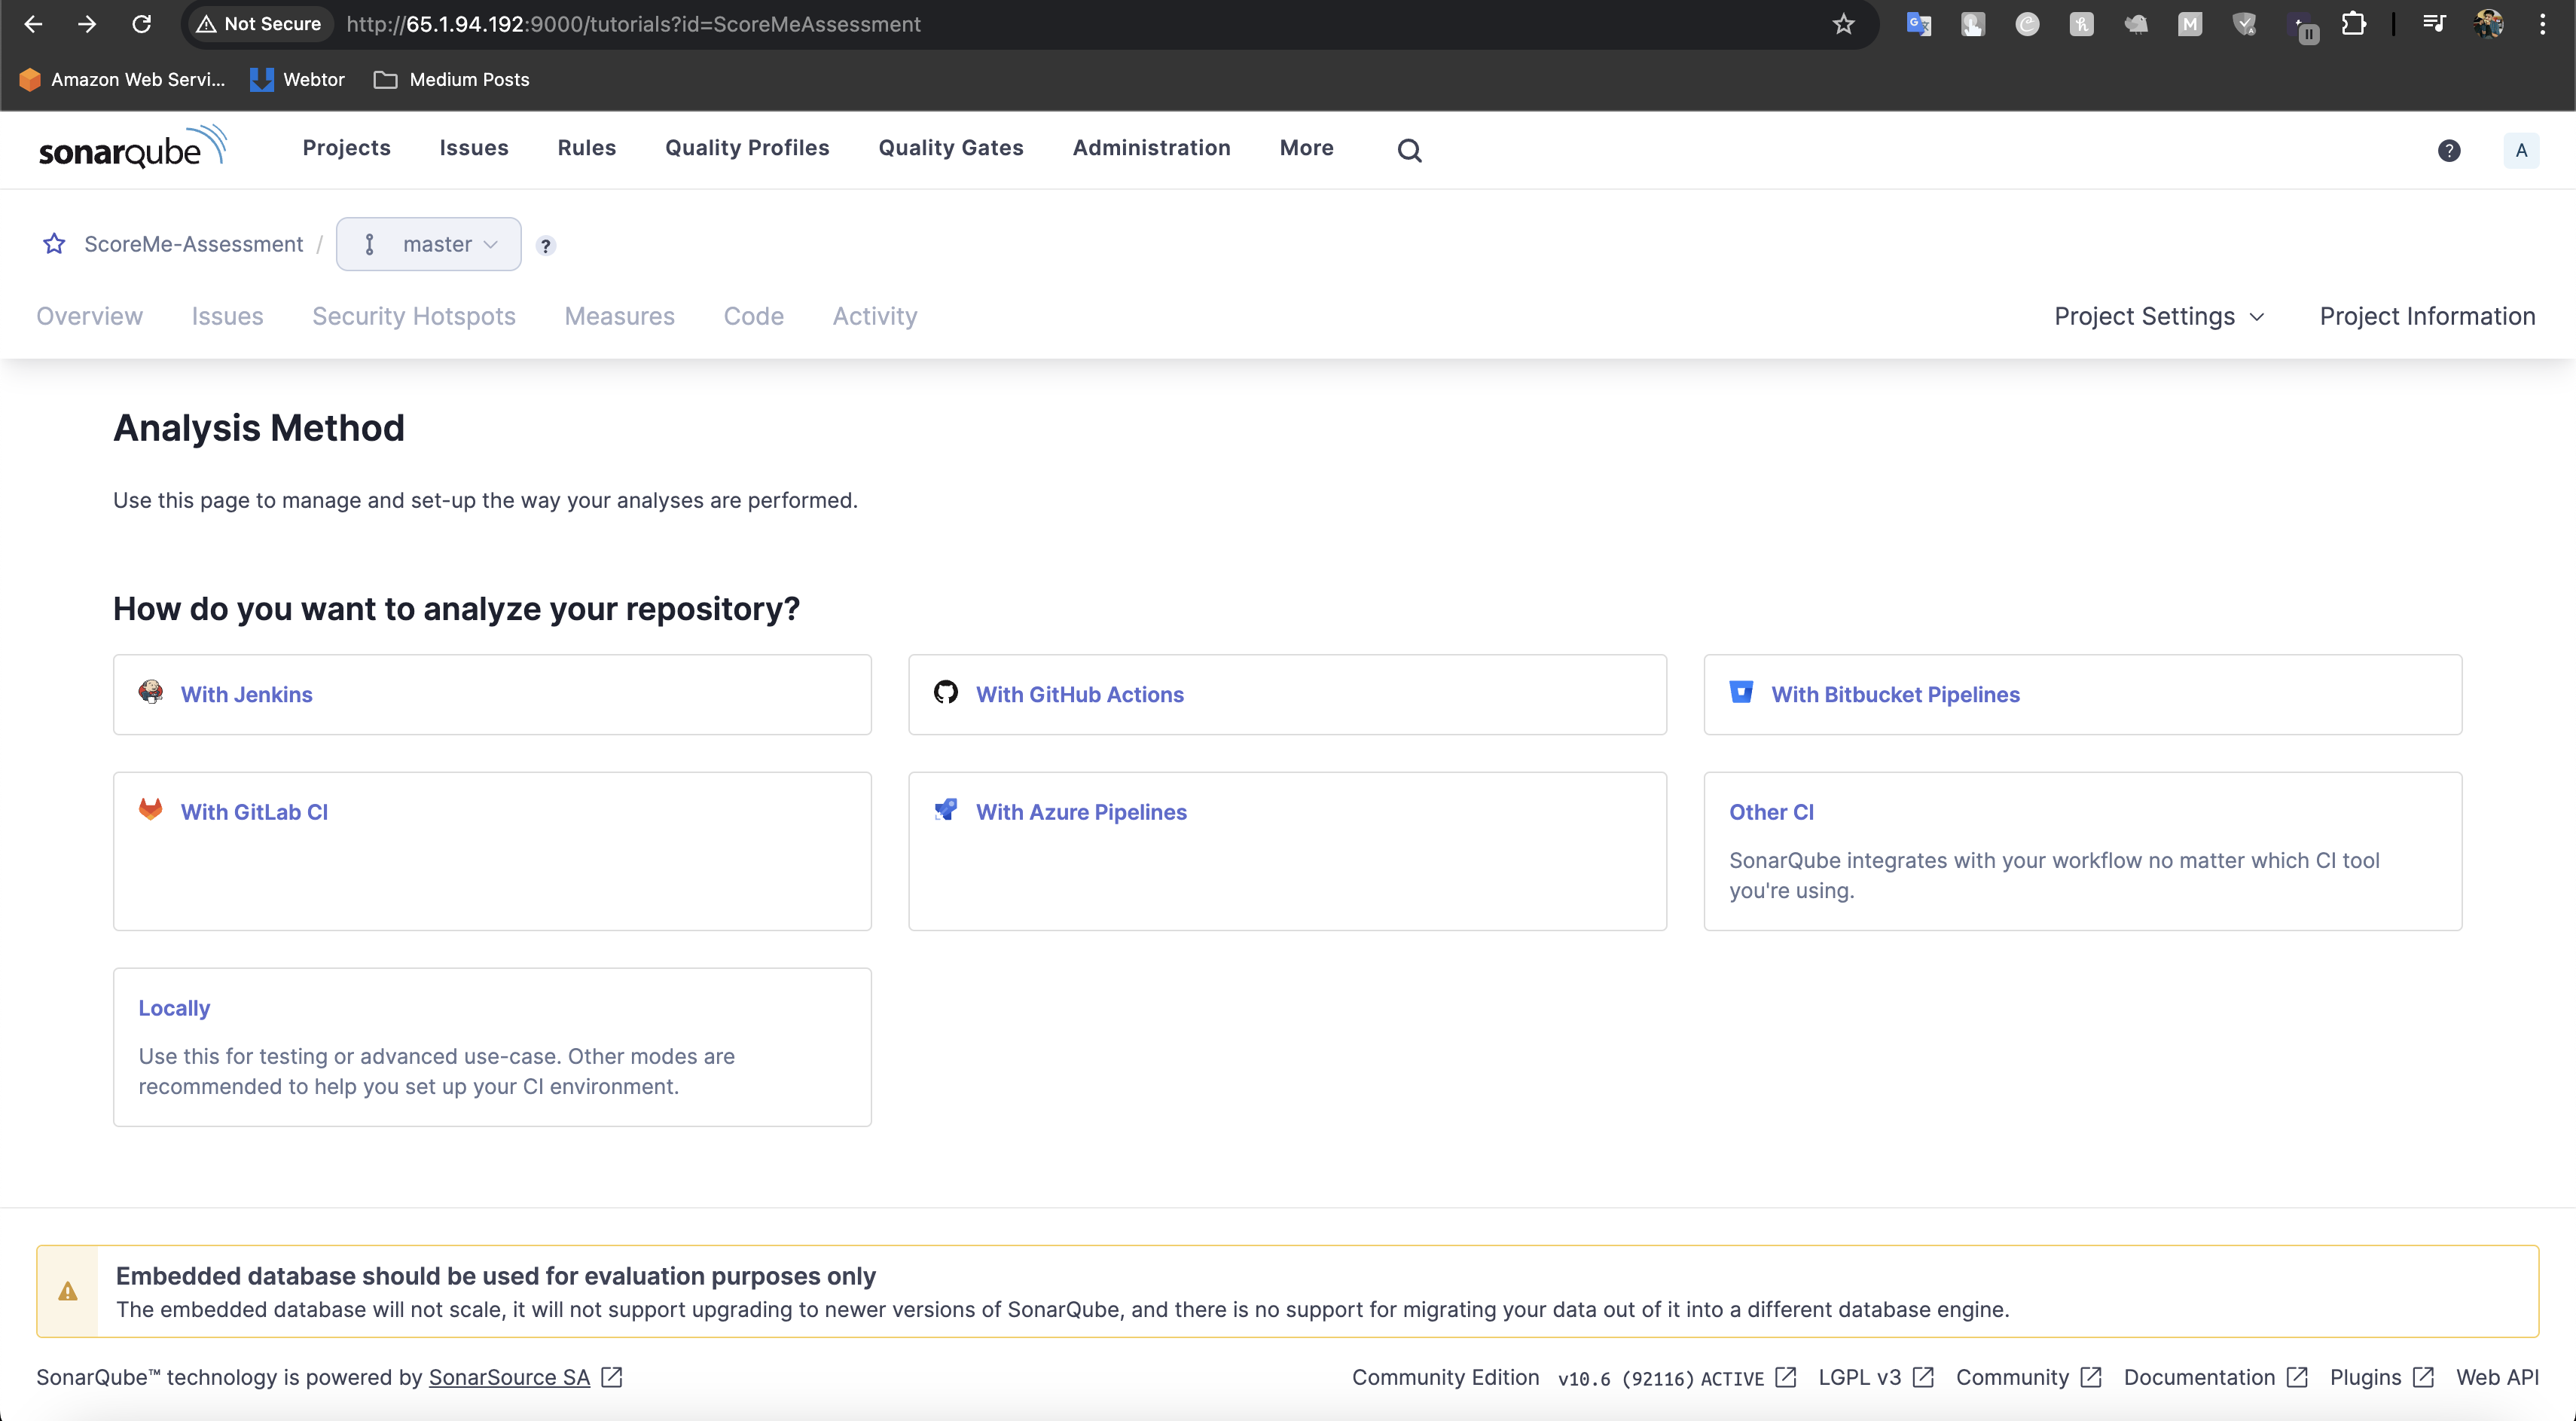 Not Secure http://65.1.94.192:9000/tutorials?id=ScoreMeAssessment
Amazon Web Servi... Webtor Medium Posts
sonarqube Projects Issues Rules Quality Profiles Quality Gates Administration More ? A
ScoreMe-Assessment / master ?
Overview Issues Security Hotspots Measures Code Activity Project Settings Project Information
Analysis Method
Use this page to manage and set-up the way your analyses are performed.
How do you want to analyze your repository?
With Jenkins With GitHub Actions With Bitbucket Pipelines
With GitLab CI With Azure Pipelines Other CI
SonarQube integrates with your workflow no matter which CI tool
you're using.
Locally
Use this for testing or advanced use-case. Other modes are
recommended to help you set up your CI environment.
Embedded database should be used for evaluation purposes only
The embedded database will not scale, it will not support upgrading to newer versions of SonarQube, and there is no support for migrating your data out of it into a different database engine.
SonarQube™ technology is powered by SonarSource SA Community Edition v10.6 (92116) ACTIVE LGPL v3 Community Documentation Plugins Web API